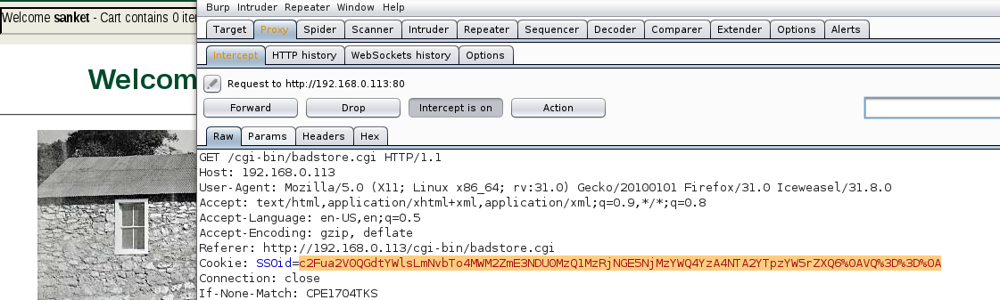 Burp Intruder Repeater Window Help
Welcome sanket - Cart contains 0 iter
Target Proxy Spider Scanner Intruder Repeater Sequencer Decoder Comparer Extender Options Alerts
Intercept HTTP history WebSockets history Options
Welcom
Request to http://192.168.0.113:80
Forward Drop Intercept is on Action
Raw Params Headers Hex
GET /cgi-bin/badstore.cgi HTTP/1.1
Host: 192.168.0.113
User-Agent: Mozilla/5.0 (X11; Linux x86_64; rv:31.0) Gecko/20100101 Firefox/31.0 Iceweasel/31.8.0
Accept: text/html,application/xhtml+xml,application/xml;q=0.9,*/*;q=0.8
Accept-Language: en-US,en;q=0.5
Accept-Encoding: gzip, deflate
Referer: http://192.168.0.113/cgi-bin/badstore.cgi
Cookie: SSOid=c2Fua2V0QGdtYWlsLmNvbTo4MWM2ZmE3NDU0MzQ1MzRjNGE5NjMzYWQ4YzA4NTA2YTpzYW5rZXQ6%0AVQ%3D%3D%0A
Connection: close
If-None-Match: CPE1704TKS